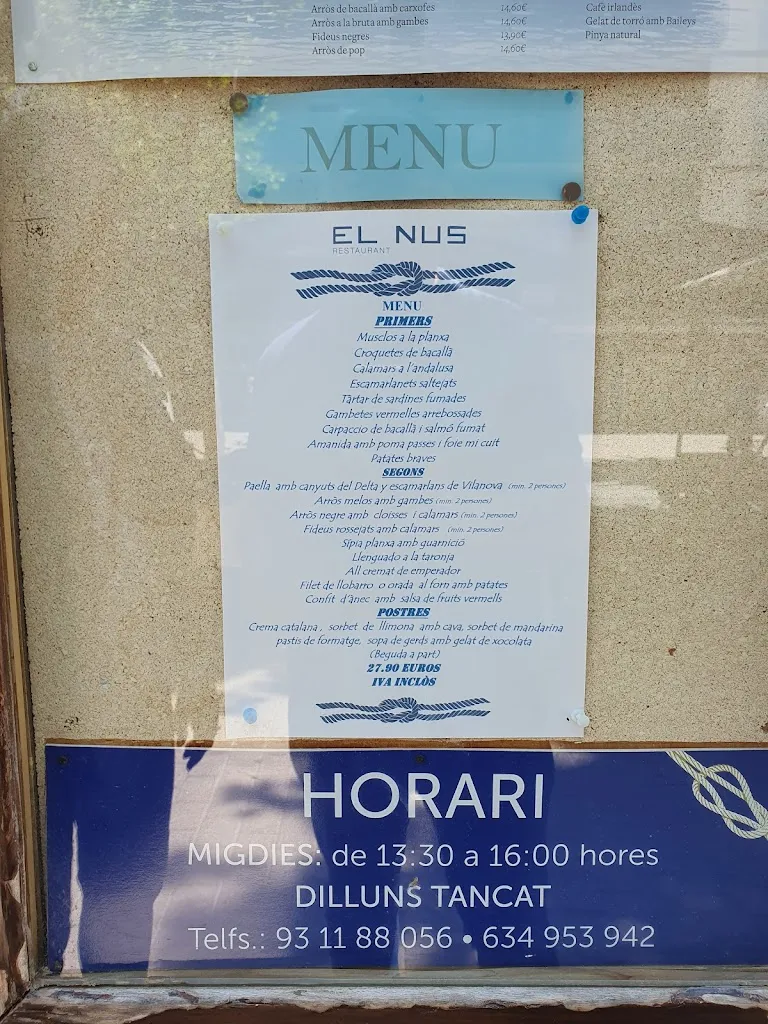 Arròs de bacallà amb carxofes 14,60€
Arròs a la bruta amb gambes 14,60€
Fideus negres 13,90€
Arròs de pop 14,60€
Cafè irlandès
Gelat de torró amb Baileys
Pinya natural
MENU
EL NUS
RESTAURANT
MENU
PRIMERS
Musclos a la planxa
Croquetes de bacallà
Calamars a l'andalusa
Escamarlanets saltejats
Tàrtar de sardines fumades
Gambetes vermelles arrebossades
Carpaccio de bacallà i salmó fumat
Amanida amb poma passes i foie mi cuit
Patates braves
SEGONS
Paella amb canyuts del Delta y escamarlans de Vilanova (min. 2 persones)
Arròs melos amb gambes (min. 2 persones)
Arròs negre amb cloisses i calamars (min. 2 persones)
Fideus rossejats amb calamars (min. 2 persones)
Sípia planxa amb guarnició
Llenguado a la taronja
All cremat de emperador
Filet de llobarro o orada al forn amb patates
Confit d'ànec amb salsa de fruits vermells
POSTRES
Crema catalana , sorbet de llimona amb cava, sorbet de mandarina
pastis de formatge, sopa de gerds amb gelat de xocolata
(Beguda a part)
27.90 EUROS
IVA INCLÒS
HORARI
MIGDIES: de 13:30 a 16:00 hores
DILLUNS TANCAT
Telfs.: 93 11 88 056 • 634 953 942